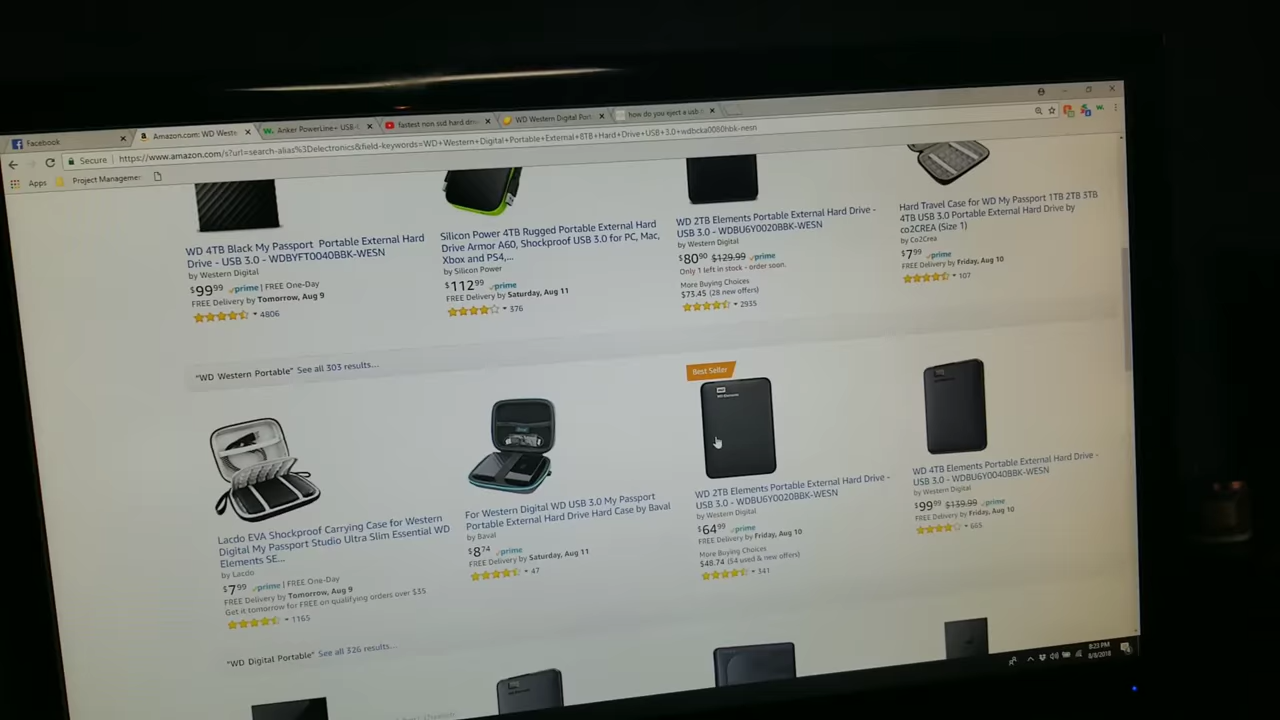 Facebook
Amazon.com: WD West
Anker PowerLine+ USB-C
fastest non ssd hard dri
WD Western Digital Port
how do you eject a usb
Secure
https://www.amazon.com/s?url=search-alias%3Delectronics&field-keywords=WD+Western+Digital+Portable+External+8TB+Hard+Drive+USB+3.0+wdbcka0080hbk-nesn
Apps
Project Manageme
WD 4TB Black My Passport Portable External Hard
Drive - USB 3.0 - WDBYFT0040BBK-WESN
by Western Digital
$99 99 prime | FREE One-Day
FREE Delivery by Tomorrow, Aug 9
4806
Silicon Power 4TB Rugged Portable External Hard
Drive Armor A60, Shockproof USB 3.0 for PC, Mac,
Xbox and PS4,...
by Silicon Power
$112 99 prime
FREE Delivery by Saturday, Aug 11
376
WD 2TB Elements Portable External Hard Drive -
USB 3.0 - WDBU6Y0020BBK-WESN
by Western Digital
$80 90 $129.99 prime
Only 1 left in stock - order soon.
More Buying Choices
$73.45 (28 new offers)
2935
Hard Travel Case for WD My Passport 1TB 2TB 3TB
4TB USB 3.0 Portable External Hard Drive by
co2CREA (Size 1)
by Co2Crea
$7 99 prime
FREE Delivery by Friday, Aug 10
107
"WD Western Portable" See all 303 results...
Lacdo EVA Shockproof Carrying Case for Western
Digital My Passport Studio Ultra Slim Essential WD
Elements SE...
by Lacdo
$7 99 prime | FREE One-Day
FREE Delivery by Tomorrow, Aug 9
Get it tomorrow for FREE on qualifying orders over $35
1165
For Western Digital WD USB 3.0 My Passport
Portable External Hard Drive Hard Case by Baval
by Baval
$8 74 prime
FREE Delivery by Saturday, Aug 11
47
Best Seller
WD 2TB Elements Portable External Hard Drive -
USB 3.0 - WDBU6Y0020BBK-WESN
by Western Digital
$64 99 prime
FREE Delivery by Friday, Aug 10
More Buying Choices
$48.74 (54 used & new offers)
341
WD 4TB Elements Portable External Hard Drive -
USB 3.0 - WDBU6Y0040BBK-WESN
by Western Digital
$99 99 $139.99 prime
FREE Delivery by Friday, Aug 10
665
"WD Digital Portable" See all 326 results...
8:23 PM
8/8/2018